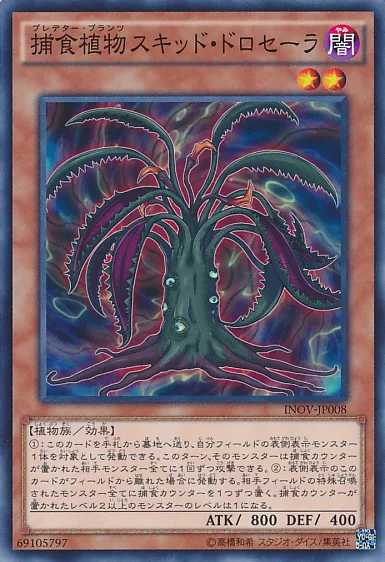 プレデター・プランツ
捕食植物スキッド・ドロセーラ
やみ
闇
INOV-JP008
【植物族/効果】
①:このカードを手札から墓地へ送り、自分フィールドの表側表示モンスター
1体を対象として発動できる。このターン、そのモンスターは捕食カウンター
が置かれた相手モンスター全てに1回ずつ攻撃できる。②:表側表示のこの
カードがフィールドから離れた場合に発動する。相手フィールドの特殊召喚
されたモンスター全てに捕食カウンターを1つずつ置く。捕食カウンターが
置かれたレベル2以上のモンスターのレベルは1になる。
ATK/ 800 DEF/ 400
69105797
©高橋和希 スタジオ・ダイス/集英社